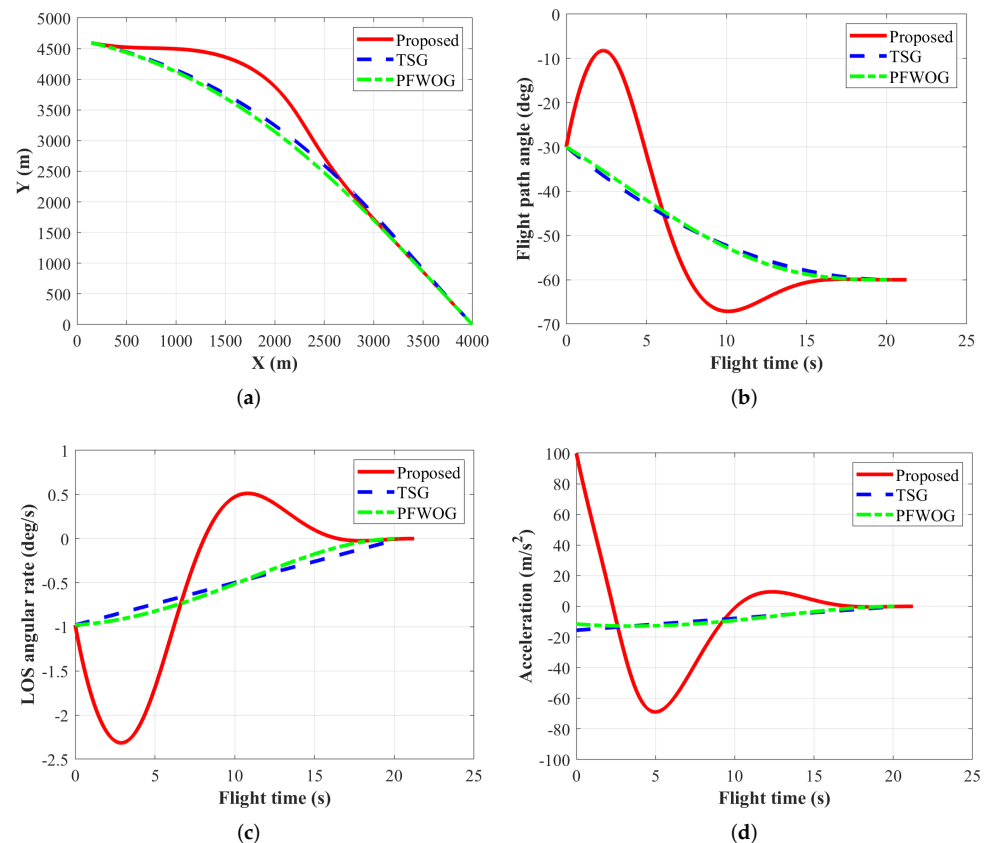 5000
4500
4000
3500
3000
2500
2000
1500
1000
500
0
Y (m)
Proposed
TSG
PFWOG
0 500 1000 1500 2000 2500 3000 3500 4000
X (m)
(a)
-0
-10
-20
-30
-40
-50
-60
-70
Flight path angle (deg)
Proposed
TSG
PFWOG
0 5 10 15 20 25
Flight time (s)
(b)
1
0.5
0
-0.5
-1
-1.5
-2
-2.5
LOS angular rate (deg/s)
Proposed
TSG
PFWOG
0 5 10 15 20 25
Flight time (s)
(c)
100
80
60
40
20
0
-20
-40
-60
-80
-100
Acceleration (m/s²)
Proposed
TSG
PFWOG
0 5 10 15 20 25
Flight time (s)
(d)